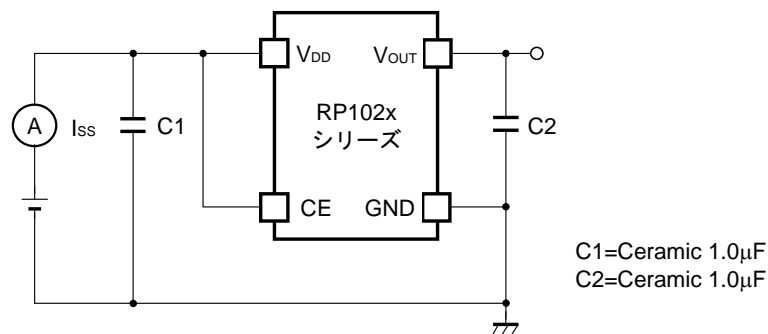 VDD
VOUT
RP102x
シリーズ
A
ISS
C1
C2
CE
GND
C1=Ceramic 1.0μF
C2=Ceramic 1.0μF